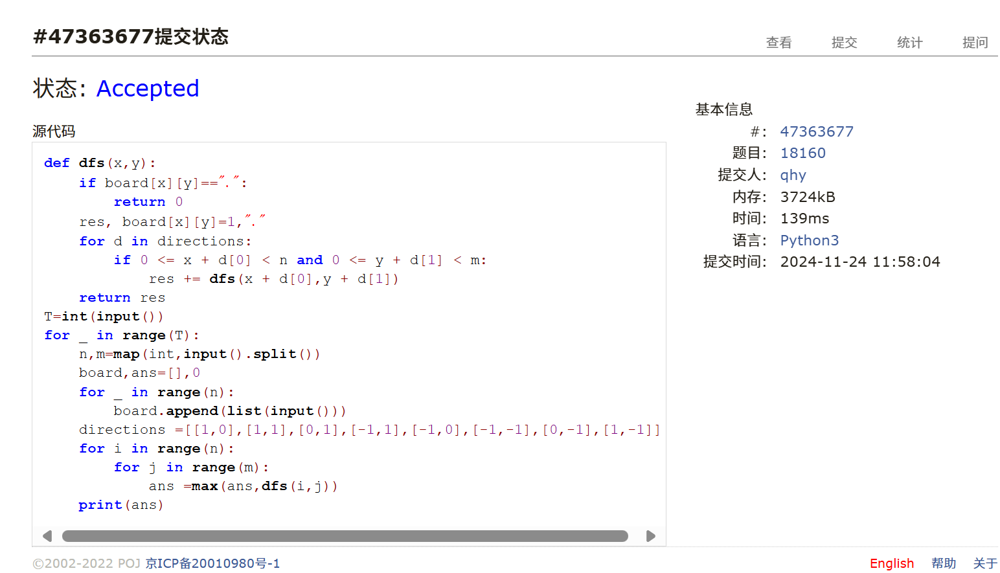 #47363677提交状态
查看 提交 统计 提问
状态: Accepted
源代码
def dfs(x,y):
    if board[x][y]==".":
        return 0
    res, board[x][y]=1,"."
    for d in directions:
        if 0 <= x + d[0] < n and 0 <= y + d[1] < m:
            res += dfs(x + d[0],y + d[1])
    return res
T=int(input())
for _ in range(T):
    n,m=map(int,input().split())
    board,ans=[],0
    for _ in range(n):
        board.append(list(input()))
    directions =[[1,0],[1,1],[0,1],[-1,1],[-1,0],[-1,-1],[0,-1],[1,-1]]
    for i in range(n):
        for j in range(m):
            ans =max(ans,dfs(i,j))
    print(ans)
基本信息
#: 47363677
题目: 18160
提交人: qhy
内存: 3724kB
时间: 139ms
语言: Python3
提交时间: 2024-11-24 11:58:04
©2002-2022 POJ 京ICP备20010980号-1
English 帮助 关于